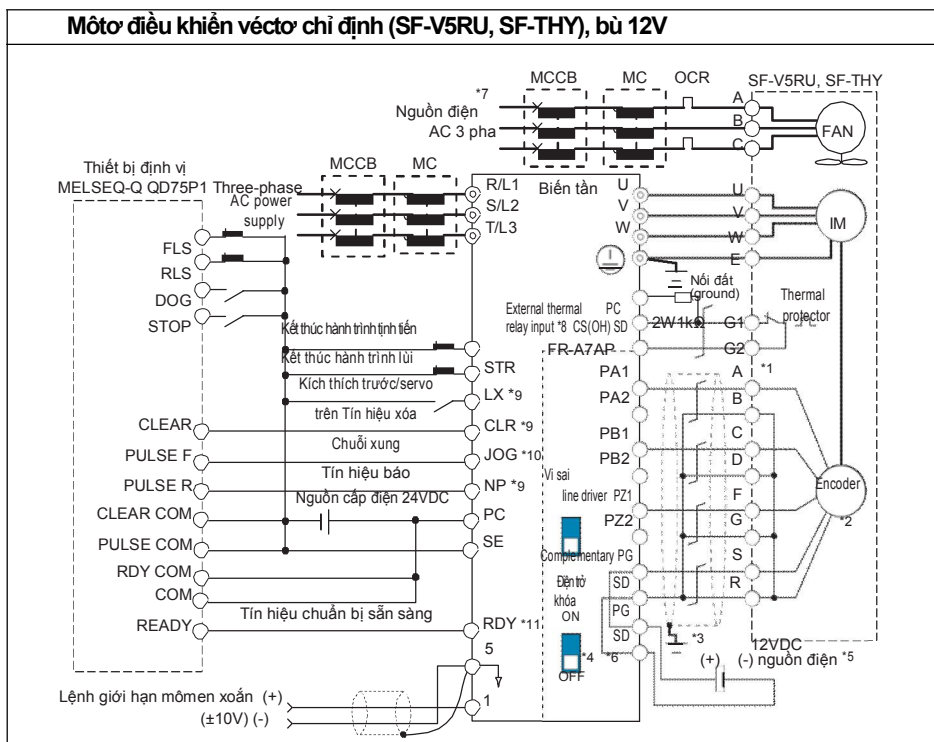 Môtơ điều khiển véctơ chỉ định (SF-V5RU, SF-THY), bù 12V
MCCB MC OCR SF-V5RU, SF-THY
*7
Nguồn điện
AC 3 pha
A
B
C
FAN
Thiết bị định vị
MELSEQ-Q QD75P1
Three-phase
AC power
supply
MCCB MC
R/L1
S/L2
T/L3
Biến tần
U
V
W
U
V
W
E
IM
Nối đất
(ground)
FLS
RLS
DOG
STOP
External thermal PC
relay input *8 CS(OH) SD
2W1kΩ
G1
G2
Thermal
protector
FR-A7AP
Kết thúc hành trình tịnh tiến
Kết thúc hành trình lùi
STR
Kích thích trước/servo
LX *9
trên Tín hiệu xóa
CLEAR
CLR *9
Chuỗi xung
PULSE F
JOG *10
Tín hiệu báo
PULSE R
NP *9
Nguồn cấp điện 24VDC
CLEAR COM
PC
PULSE COM
SE
RDY COM
COM
Tín hiệu chuẩn bị sẵn sàng
READY
RDY *11
5
1
Lệnh giới hạn mômen xoắn (+)
(±10V) (-)
PA1
PA2
PB1
PB2
Vi sai
line driver PZ1
PZ2
Complementary PG
SD
Điện trở
khóa
ON
PG
SD
*4 *6
OFF
A *1
B
C
D
F
G
S
R
Encoder
*2
*3
12VDC
(+) (-) nguồn điện *5